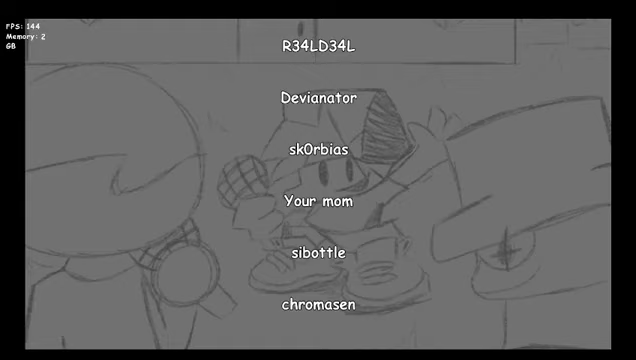 FPS: 144
Memory: 2
GB
R34LD34L
Devianator
sk0rbias
Your mom
sibottle
chromasen